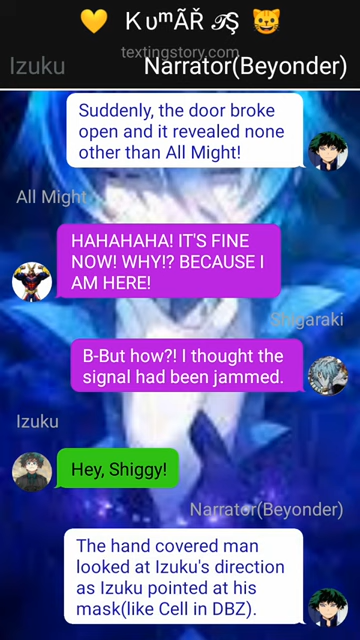 💛 KυᵐÃř 𝒯Ş 😺
textingstory.com
Izuku Narrator(Beyonder)
Suddenly, the door broke
open and it revealed none
other than All Might!
All Might
HAHAHAHA! IT'S FINE
NOW! WHY!? BECAUSE I
AM HERE!
Shigaraki
B-But how?! I thought the
signal had been jammed.
Izuku
Hey, Shiggy!
Narrator(Beyonder)
The hand covered man
looked at Izuku's direction
as Izuku pointed at his
mask(like Cell in DBZ).